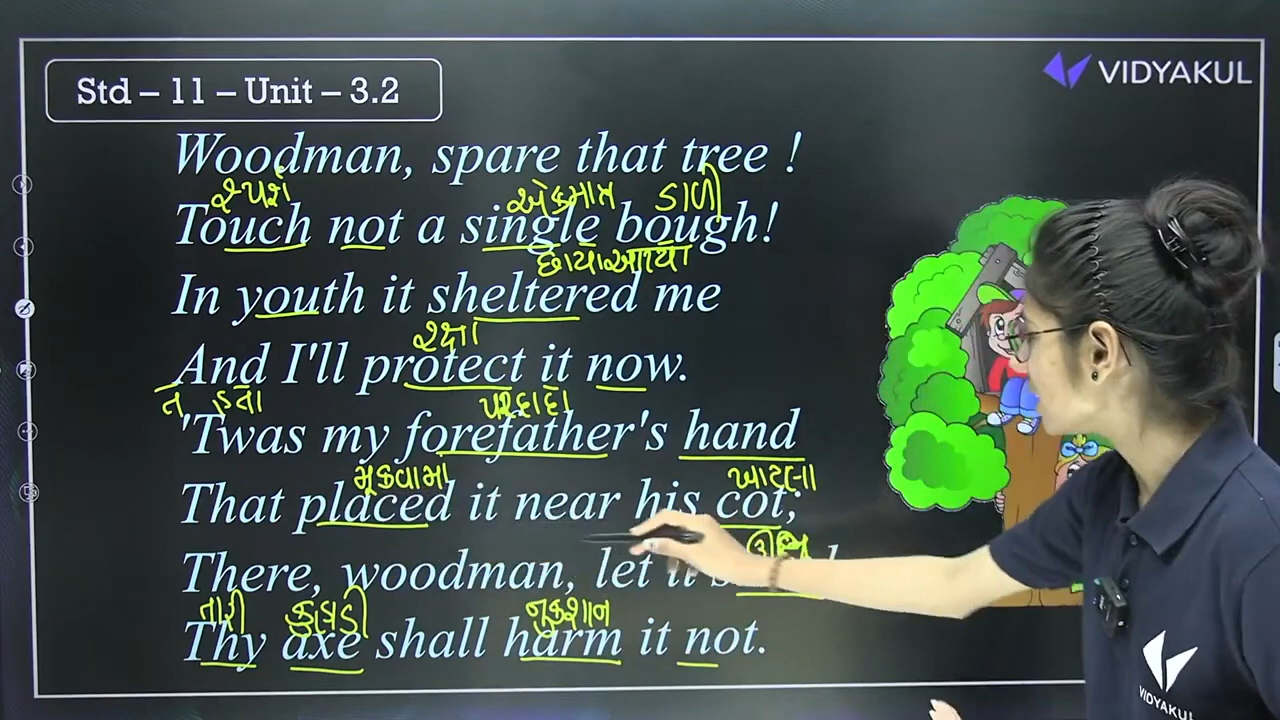 Std – 11 – Unit – 3.2
VIDYAKUL
Woodman, spare that tree !
સ્પર્શ એકમાત્ર ડાળી
Touch not a single bough!
છાયા આપ્યા
In youth it sheltered me
રક્ષા
And I'll protect it now.
તે હતા પરદાદા
'Twas my forefather's hand
મૂકવામાં ખાટલા
That placed it near his cot;
There, woodman, let it
તારી કુહાડી નુકશાન
Thy axe shall harm it not.
VIDYAKUL